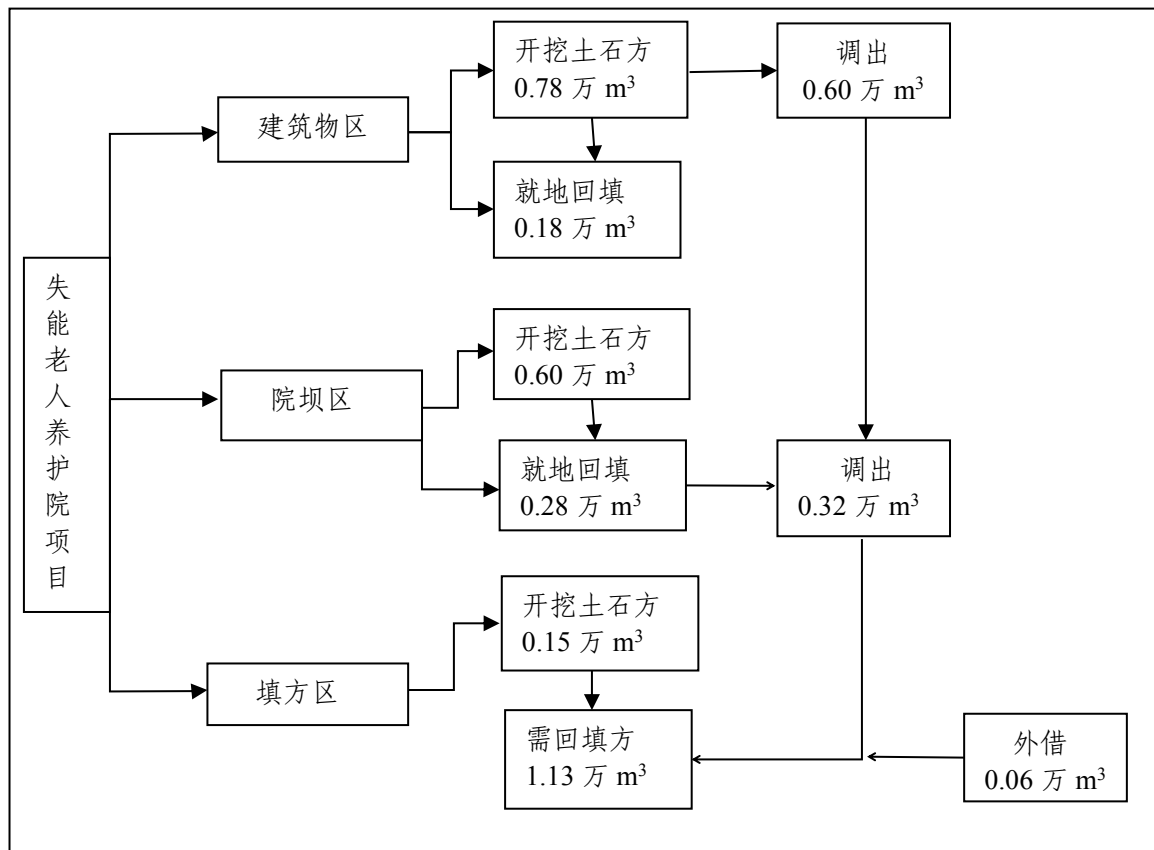 失能老人养护院项目
建筑物区
开挖土石方
0.78 万 m³
调出
0.60 万 m³
就地回填
0.18 万 m³
院坝区
开挖土石方
0.60 万 m³
就地回填
0.28 万 m³
调出
0.32 万 m³
填方区
开挖土石方
0.15 万 m³
需回填方
1.13 万 m³
外借
0.06 万 m³